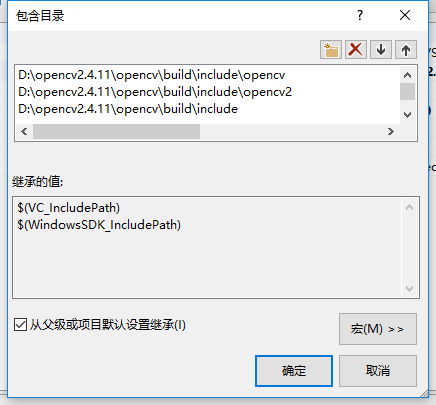 包含目录
D:\opencv2.4.11\opencv\build\include\opencv
D:\opencv2.4.11\opencv\build\include\opencv2
D:\opencv2.4.11\opencv\build\include
继承的值:
$(VC_IncludePath)
$(WindowsSDK_IncludePath)
从父级或项目默认设置继承(I)
宏(M) >>
确定
取消